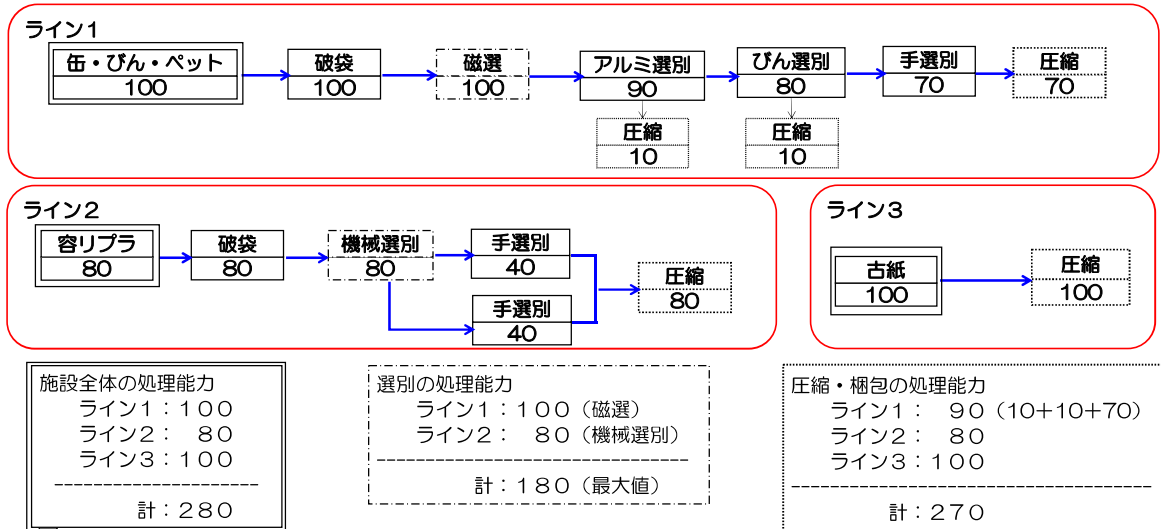 ライン1
缶・びん・ペット
100
破袋
100
磁選
100
アルミ選別
90
びん選別
80
手選別
70
圧縮
70
圧縮
10
圧縮
10
ライン2
容リプラ
80
破袋
80
機械選別
80
手選別
40
手選別
40
圧縮
80
ライン3
古紙
100
圧縮
100
施設全体の処理能力
ライン1:100
ライン2: 80
ライン3:100
計:280
選別の処理能力
ライン1:100(磁選)
ライン2: 80(機械選別)
計:180(最大値)
圧縮・梱包の処理能力
ライン1: 90(10+10+70)
ライン2: 80
ライン3:100
計:270